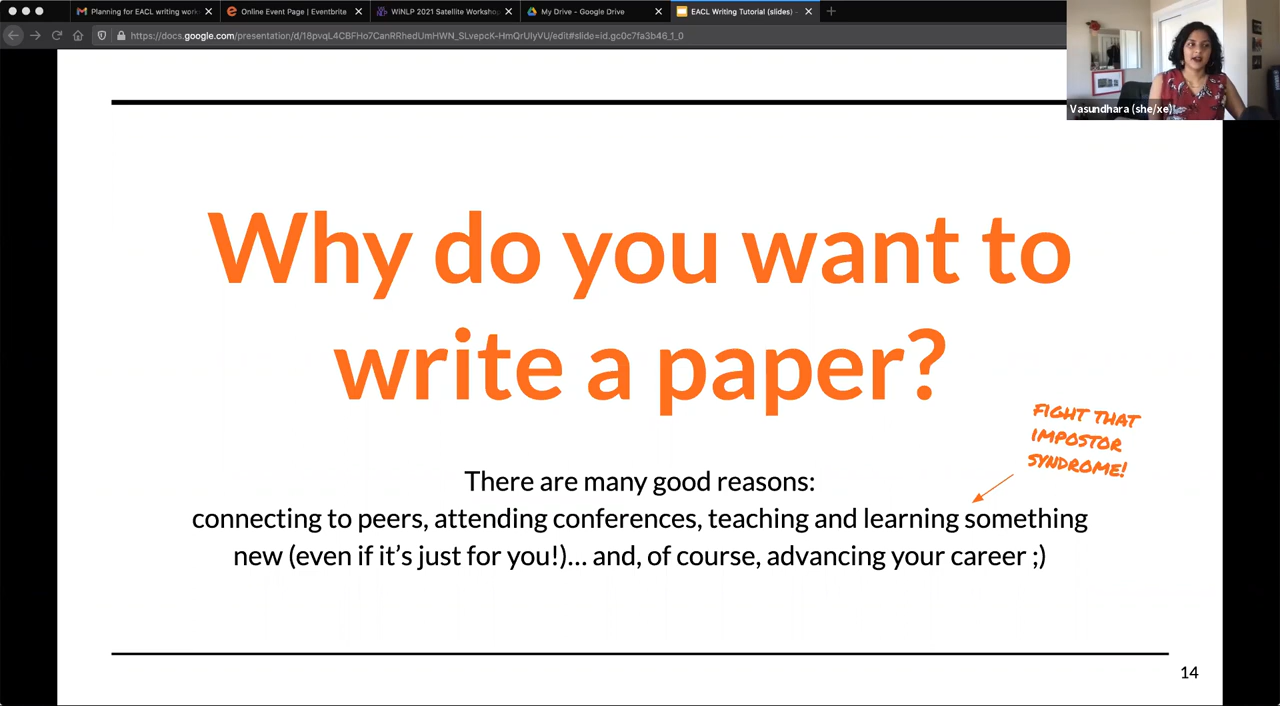 Planning for EACL writing work
Online Event Page | Eventbrite
WiNLP 2021 Satellite Workshop
My Drive - Google Drive
EACL Writing Tutorial (slides) -
Vasundhara (she/xe)
Why do you want to
write a paper?
FIGHT THAT
IMPOSTOR
SYNDROME!
There are many good reasons:
connecting to peers, attending conferences, teaching and learning something
new (even if it's just for you!)... and, of course, advancing your career ;)
14